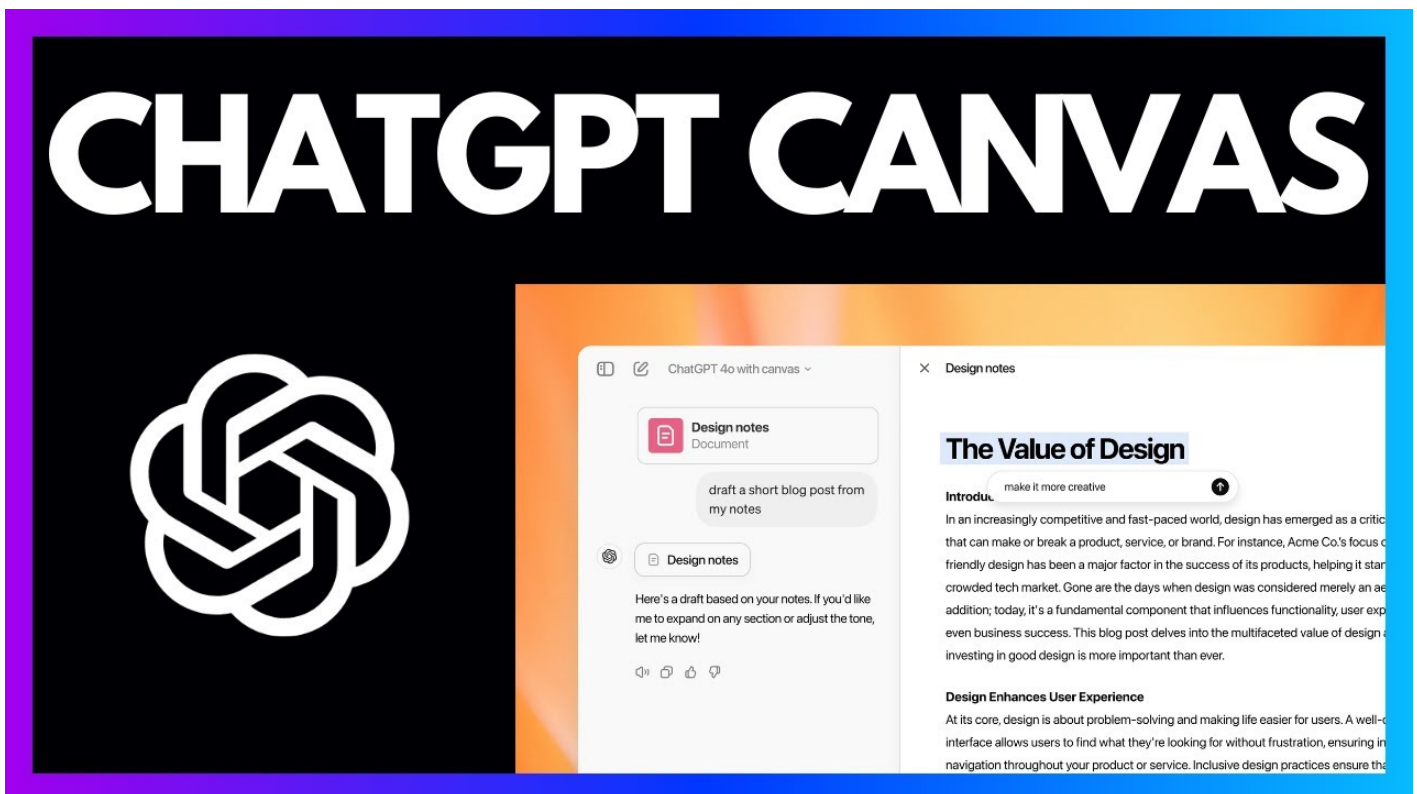 CHATGPT CANVAS
ChatGPT 4o with canvas
Design notes
Document
draft a short blog post from
my notes
Design notes
Here's a draft based on your notes. If you'd like
me to expand on any section or adjust the tone,
let me know!
Design notes
The Value of Design
make it more creative
In an increasingly competitive and fast-paced world, design has emerged as a
that can make or break a product, service, or brand. For instance, Acme Co.'s focus
friendly design has been a major factor in the success of its products, helping it
crowded tech market. Gone are the days when design was considered merely an
addition; today, it's a fundamental component that influences functionality, user
even business success. This blog post delves into the multifaceted value of design
investing in good design is more important than ever.
Design Enhances User Experience
At its core, design is about problem-solving and making life easier for users. A
interface allows users to find what they're looking for without frustration, ensuring
navigation throughout your product or service. Inclusive design practices ensure